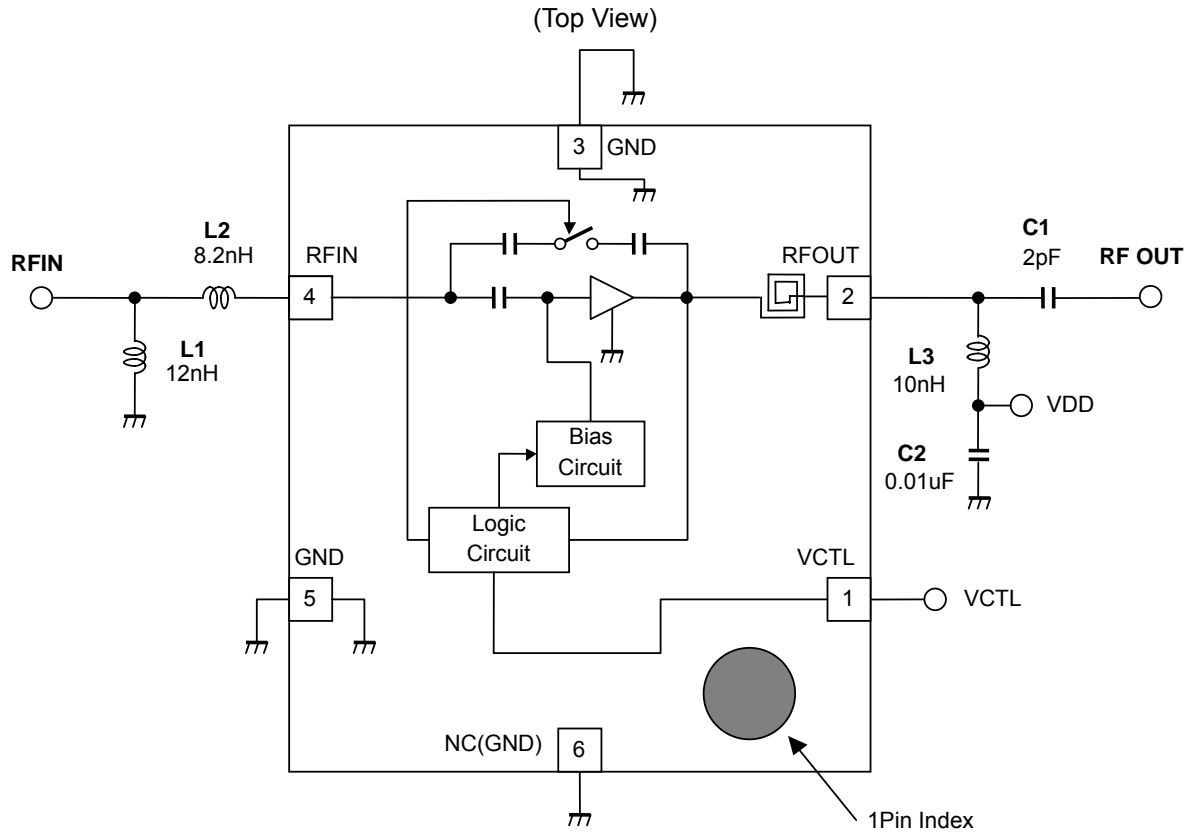 (Top View)
3
GND
L2
8.2nH
RFIN
RFIN
4
L1
12nH
RFOUT
2
C1
2pF
RF OUT
L3
10nH
VDD
C2
0.01uF
Bias
Circuit
Logic
Circuit
GND
5
VCTL
1
VCTL
NC(GND)
6
1Pin Index